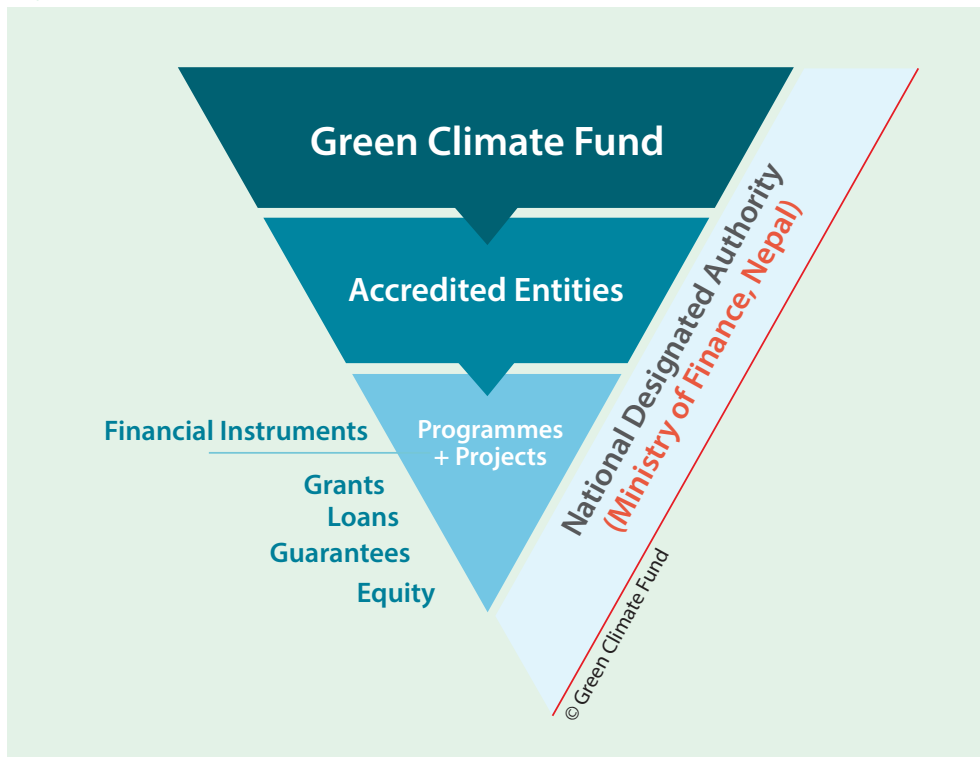 Green Climate Fund
Accredited Entities
Programmes
+ Projects
Financial Instruments
Grants
Loans
Guarantees
Equity
National Designated Authority
(Ministry of Finance, Nepal)
© Green Climate Fund